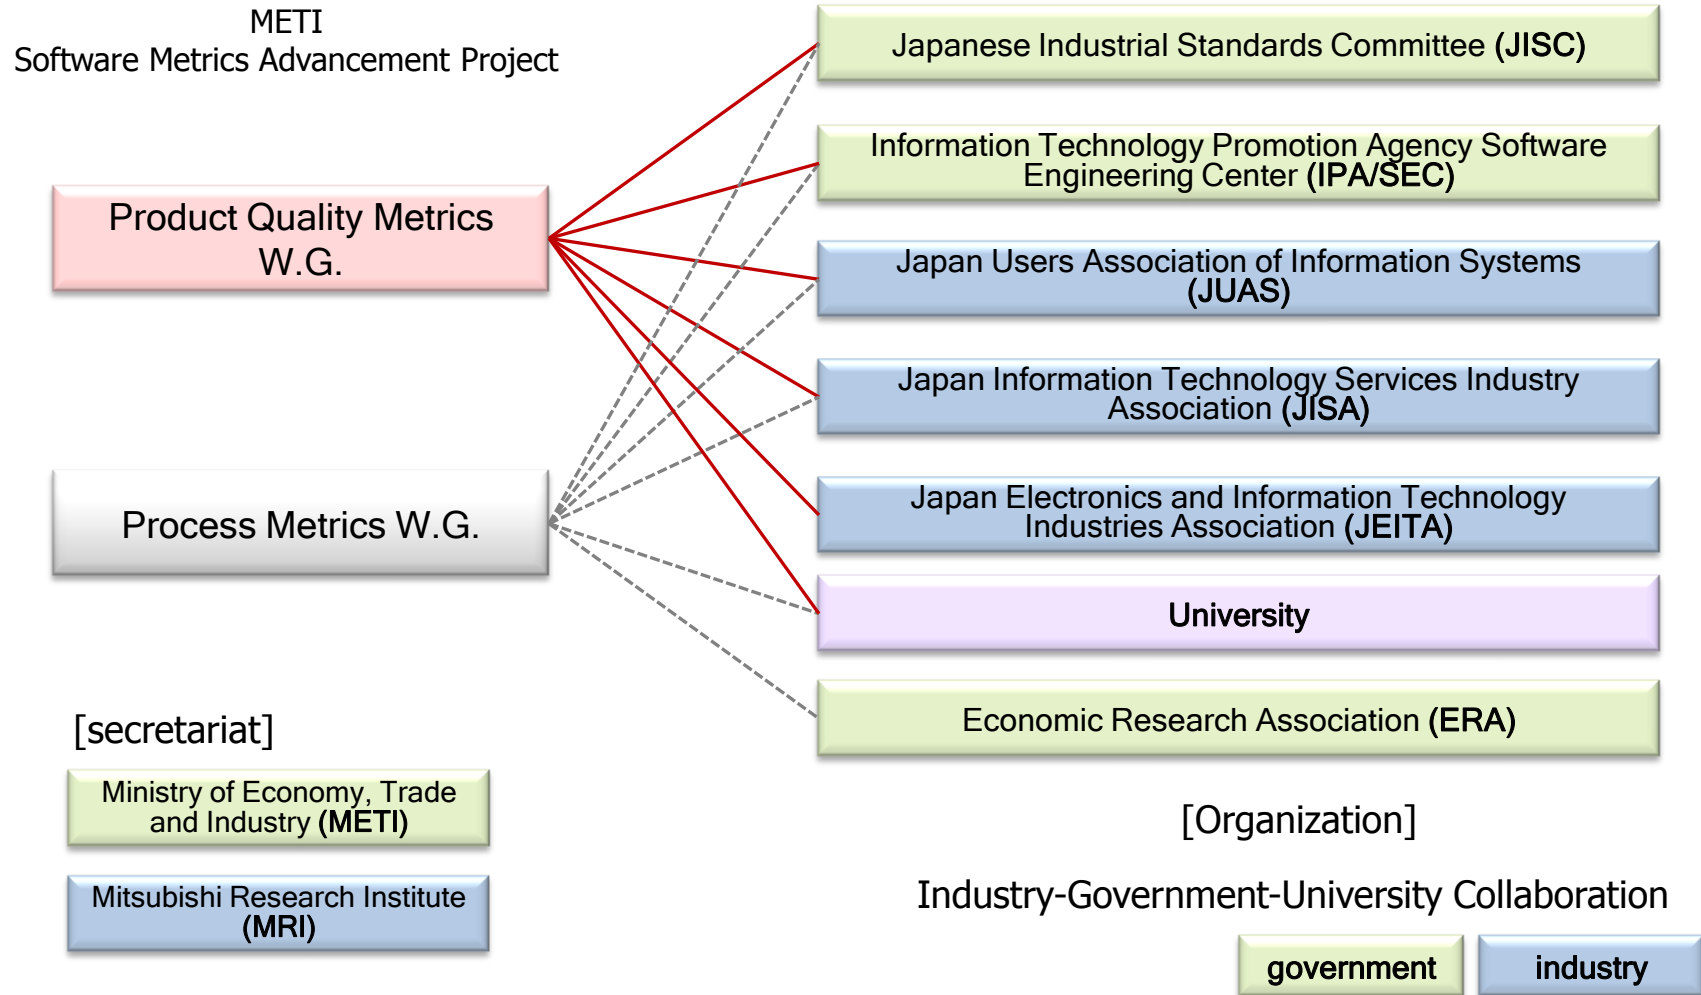 METI
Software Metrics Advancement Project
Product Quality Metrics
W.G.
Process Metrics W.G.
[secretariat]
Ministry of Economy, Trade
and Industry (METI)
Mitsubishi Research Institute
(MRI)
Japanese Industrial Standards Committee (JISC)
Information Technology Promotion Agency Software
Engineering Center (IPA/SEC)
Japan Users Association of Information Systems
(JUAS)
Japan Information Technology Services Industry
Association (JISA)
Japan Electronics and Information Technology
Industries Association (JEITA)
University
Economic Research Association (ERA)
[Organization]
Industry-Government-University Collaboration
government
industry